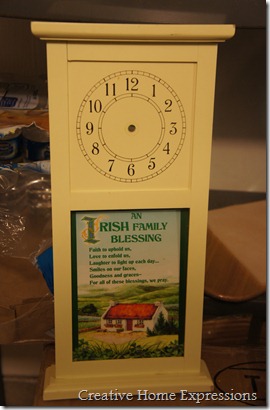 12
11 1
10 2
9 3
8 4
7 5
6
AN
IRISH FAMILY
BLESSING
Faith to uphold us,
Love to enfold us,
Laughter to light up each day...
Smiles on our faces,
Goodness and graces-
For all of these blessings, we pray.
Creative Home Expressions